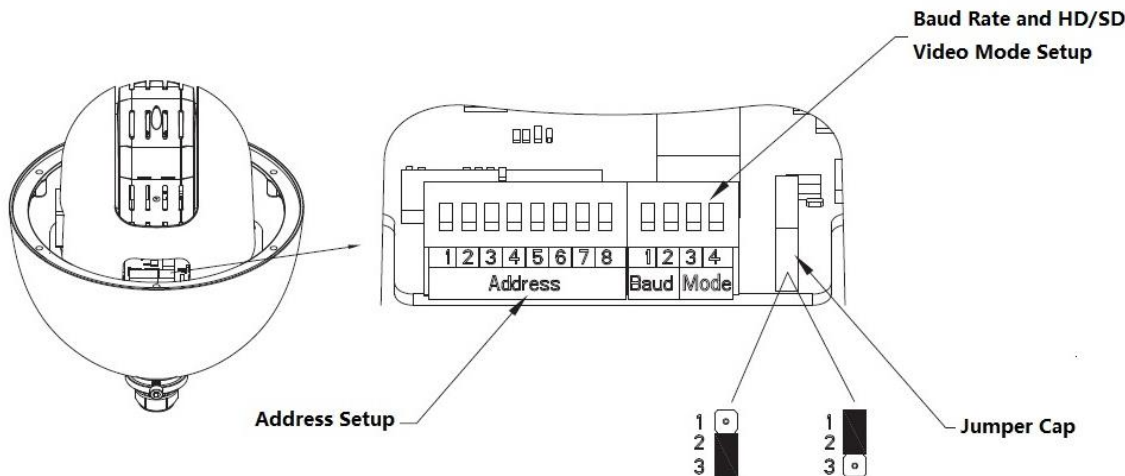 Baud Rate and HD/SD
Video Mode Setup
1 2 3 4 5 6 7 8
1 2 3 4
Address
Baud Mode
Address Setup
Jumper Cap
1
2
3
1
2
3